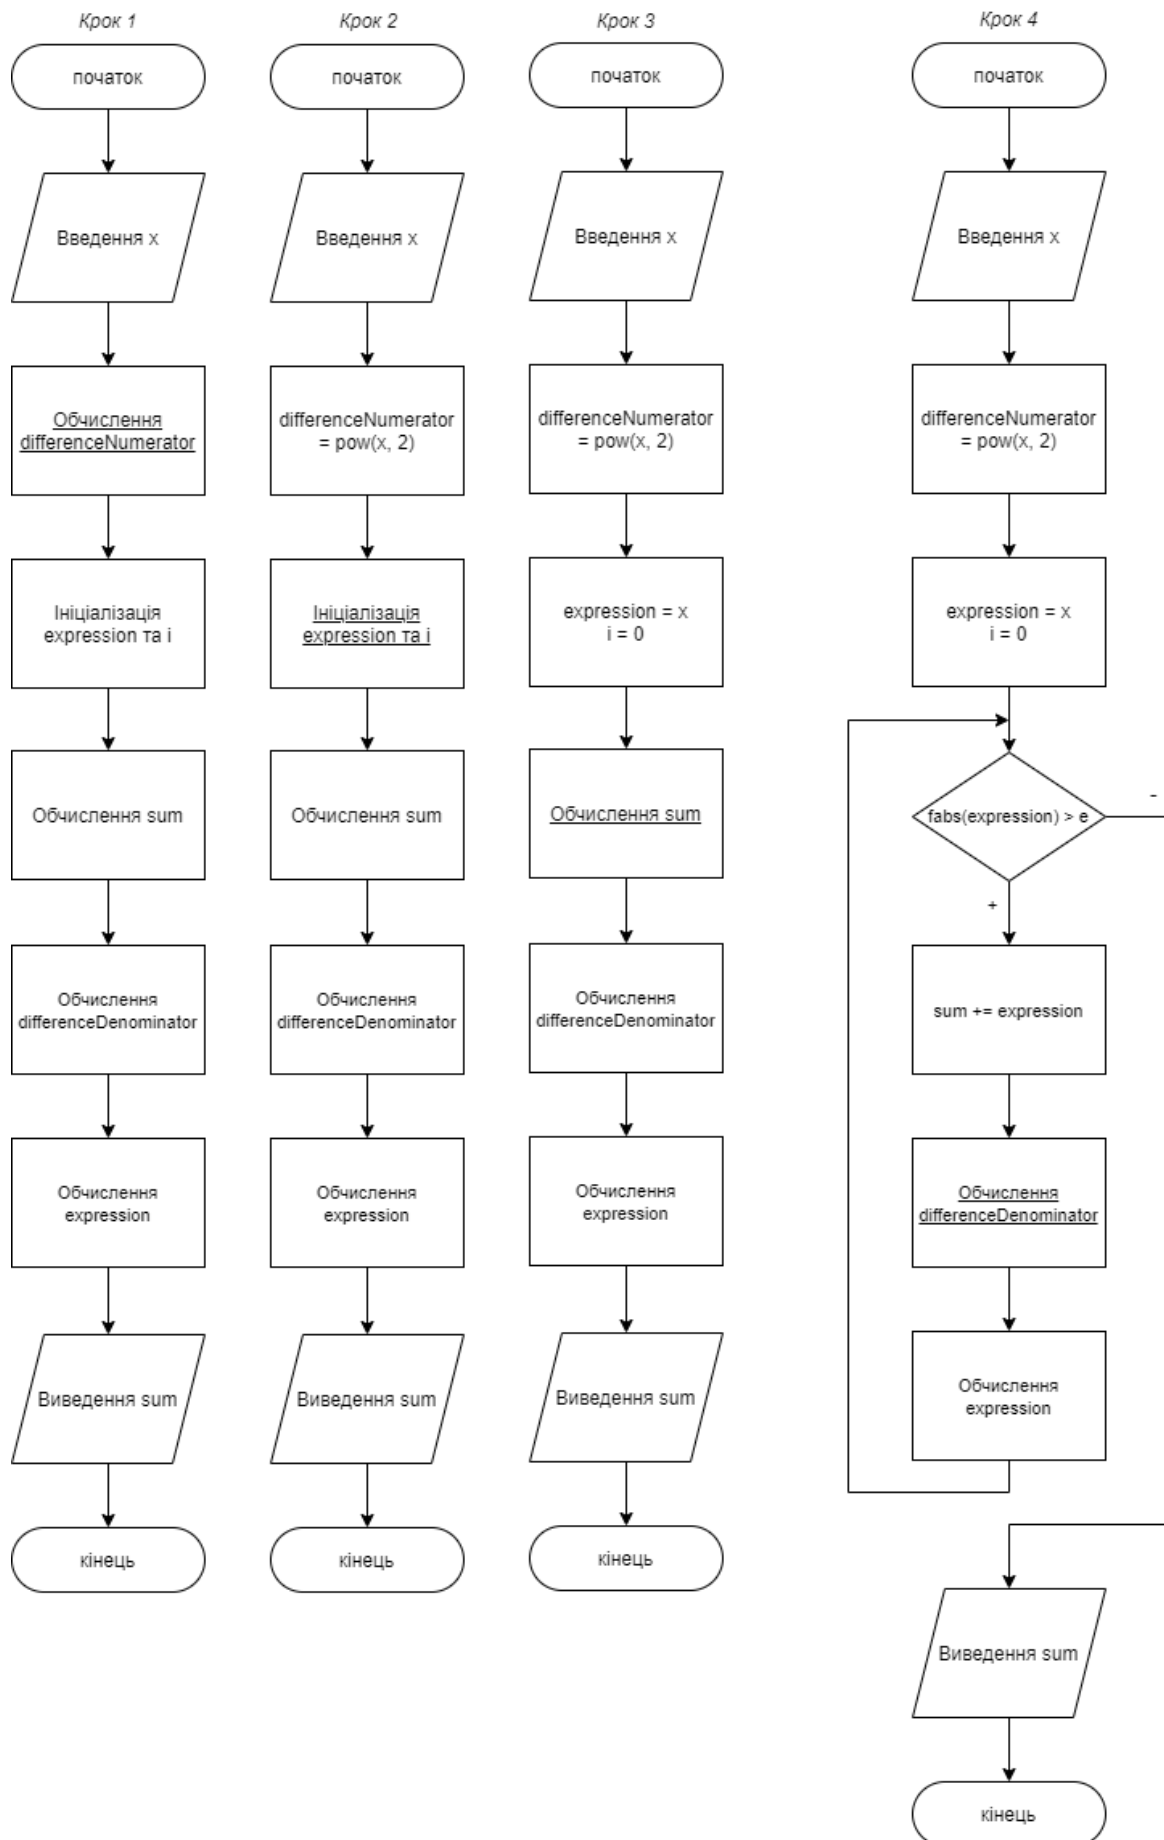 Крок 1
початок
Введення x
Обчислення
differenceNumerator
Ініціалізація
expression та i
Обчислення sum
Обчислення
differenceDenominator
Обчислення
expression
Виведення sum
кінець
Крок 2
початок
Введення x
differenceNumerator
= pow(x, 2)
Ініціалізація
expression та i
Обчислення sum
Обчислення
differenceDenominator
Обчислення
expression
Виведення sum
кінець
Крок 3
початок
Введення x
differenceNumerator
= pow(x, 2)
expression = x
i = 0
Обчислення sum
Обчислення
differenceDenominator
Обчислення
expression
Виведення sum
кінець
Крок 4
початок
Введення x
differenceNumerator
= pow(x, 2)
expression = x
i = 0
fabs(expression) > e
-
+
sum += expression
Обчислення
differenceDenominator
Обчислення
expression
Виведення sum
кінець